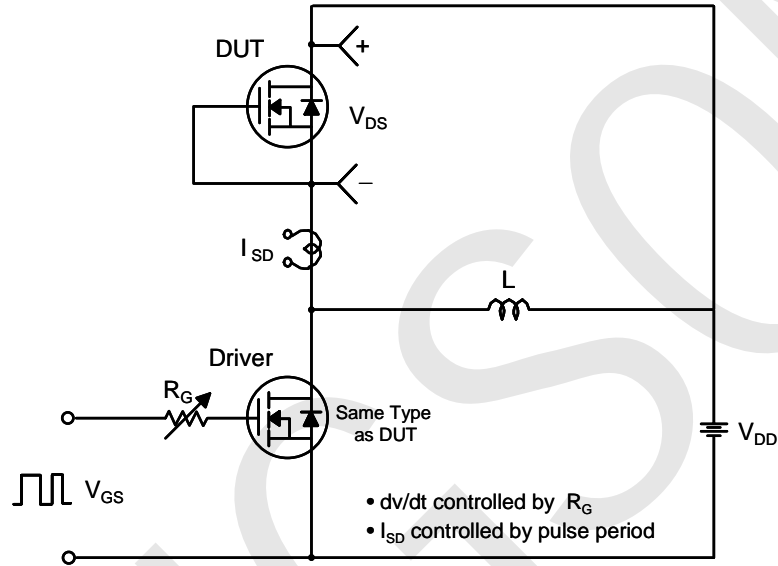 DUT
+
V_DS
−
I_SD
L
Driver
R_G
Same Type
as DUT
V_DD
V_GS
• dv/dt controlled by R_G
• I_SD controlled by pulse period